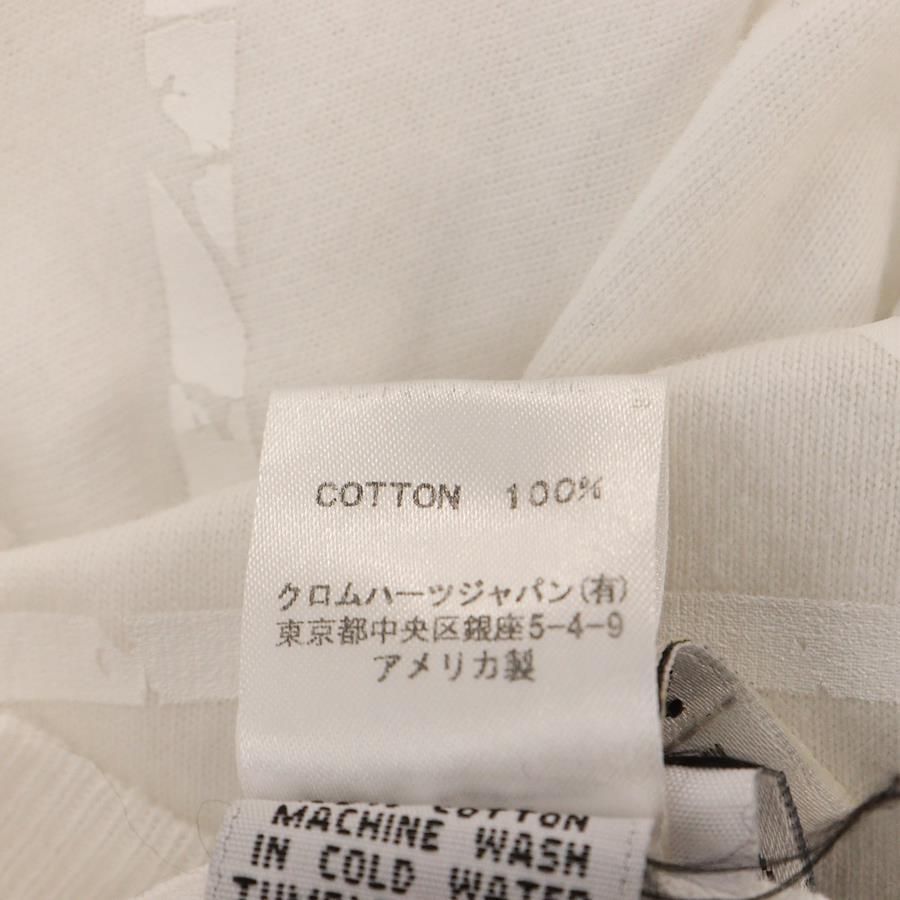 COTTON 100%
クロムハーツジャパン(有)
東京都中央区銀座5-4-9
アメリカ製
COTTON
MACHINE WASH
IN COLD WATER